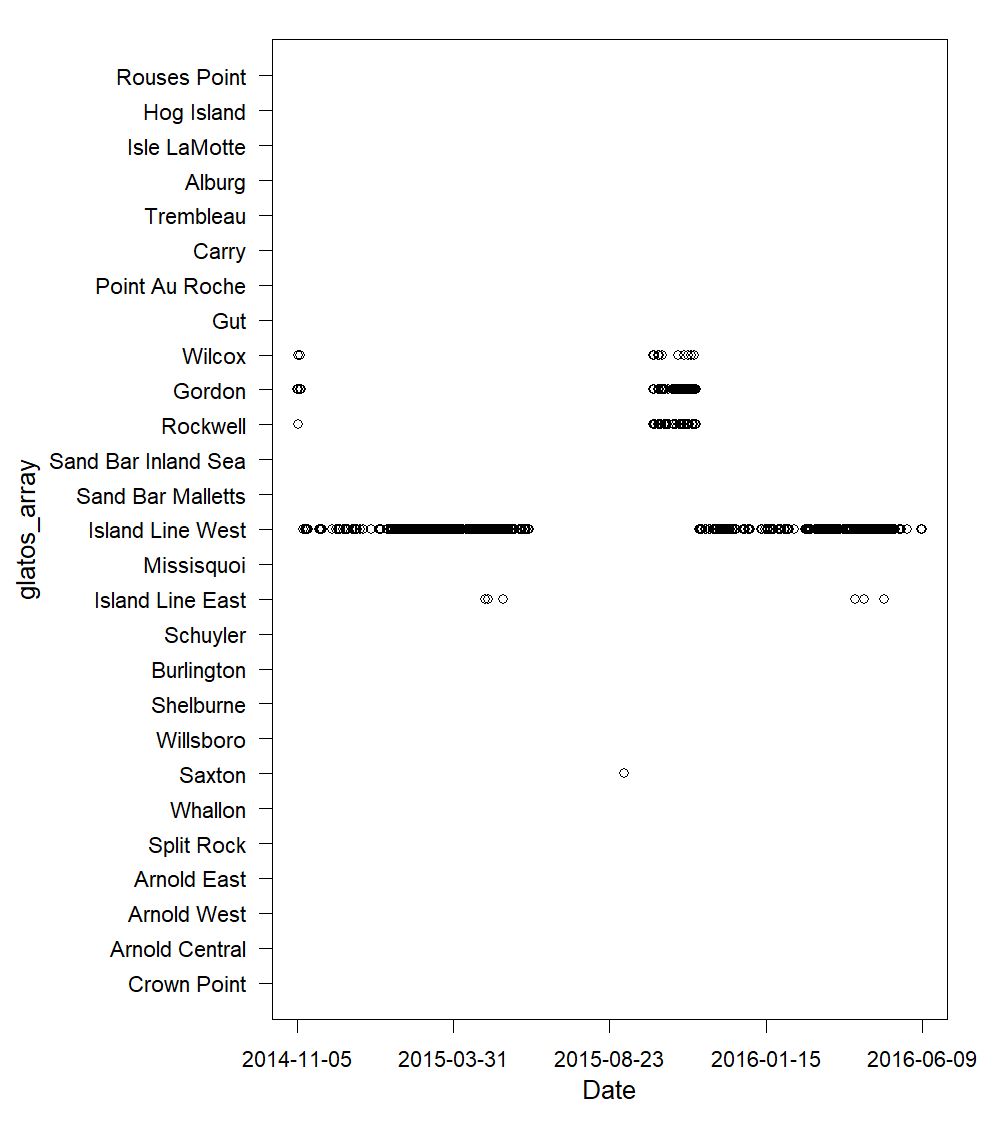 Rouses Point
Hog Island
Isle LaMotte
Alburg
Trembleau
Carry
Point Au Roche
Gut
Wilcox
Gordon
Rockwell
Sand Bar Inland Sea
Sand Bar Malletts
Island Line West
Missisquoi
Island Line East
Schuyler
Burlington
Shelburne
Willsboro
Saxton
Whallon
Split Rock
Arnold East
Arnold West
Arnold Central
Crown Point
glatos_array
2014-11-05 2015-03-31 2015-08-23 2016-01-15 2016-06-09
Date